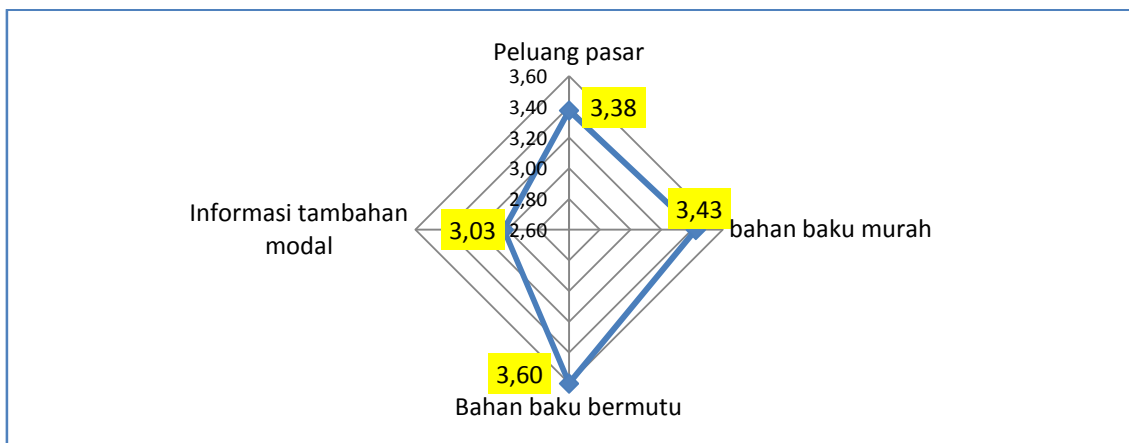 Peluang pasar
3,60
3,38
3,40
3,20
3,00
2,80
2,60
3,43
bahan baku murah
Informasi tambahan
modal
3,03
3,60
Bahan baku bermutu